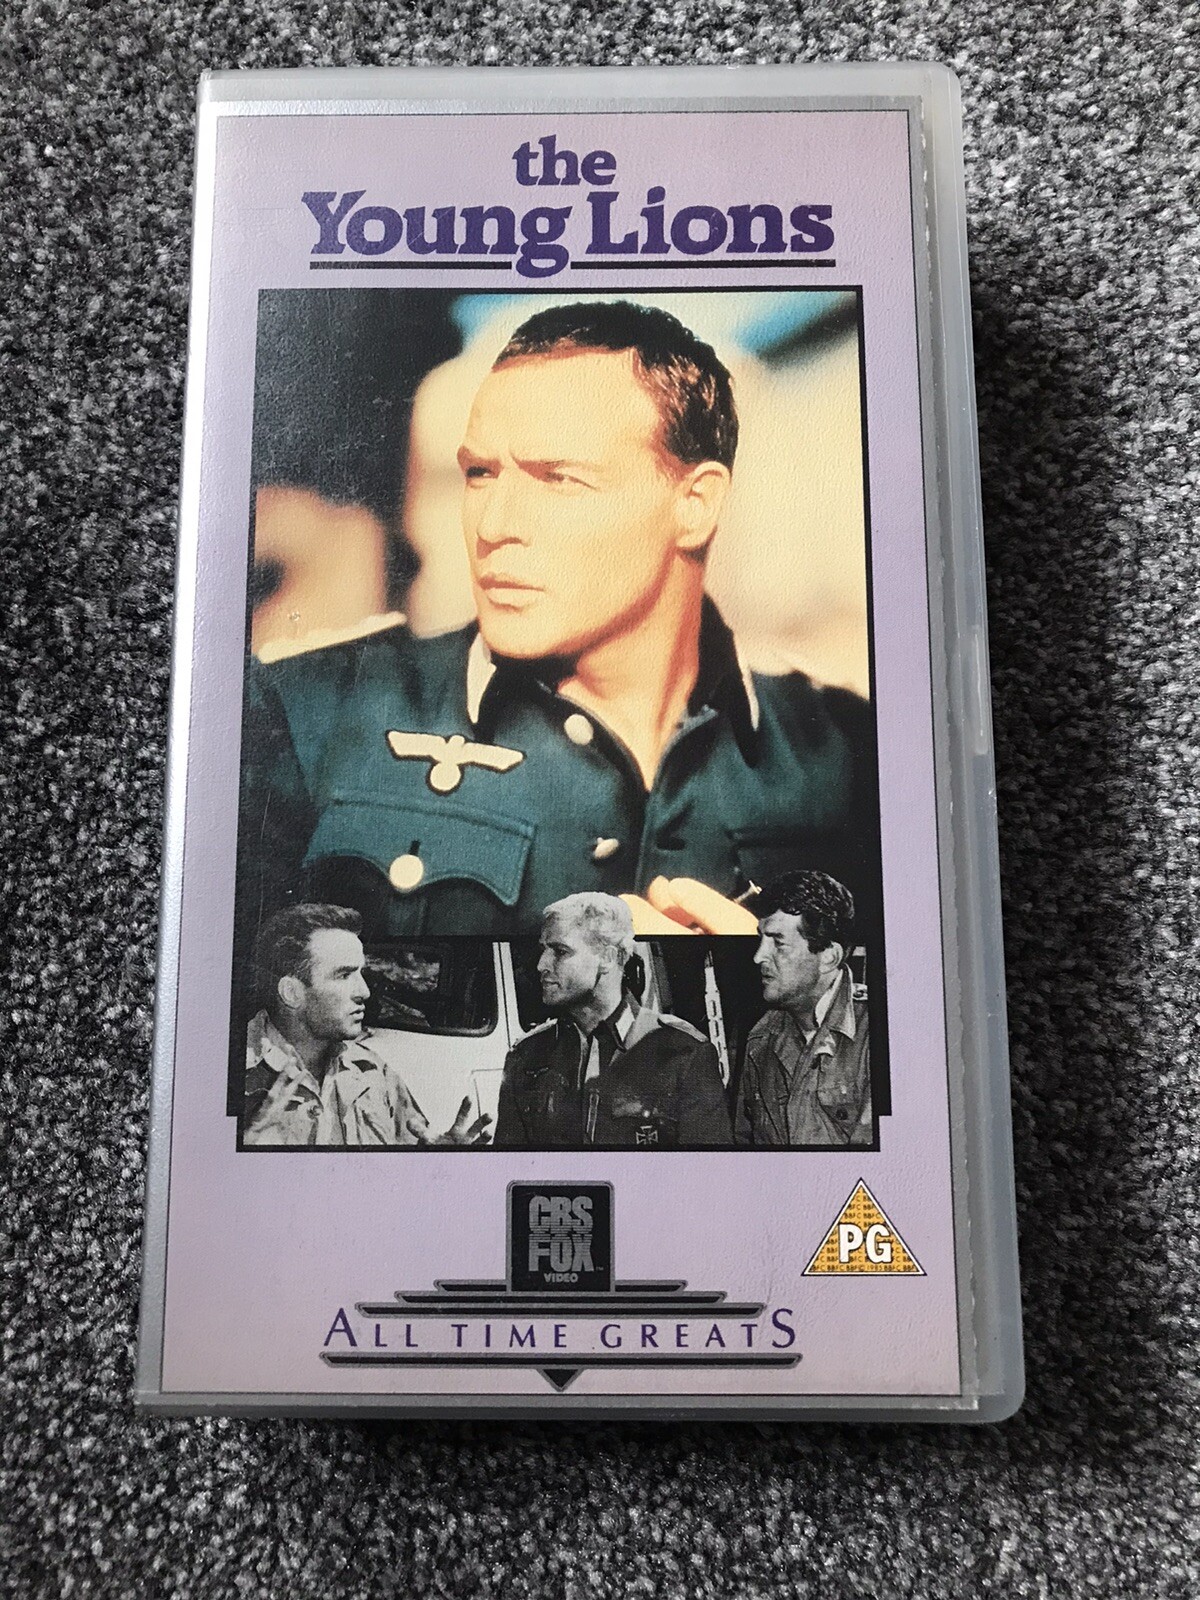 the
Young Lions
CBS
FOX
VIDEO
PG
ALL TIME GREATS